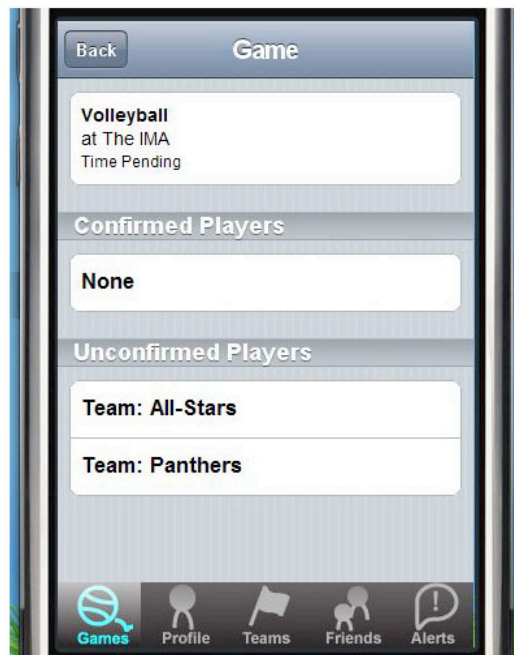 Back
Game
Volleyball
at The IMA
Time Pending
Confirmed Players
None
Unconfirmed Players
Team: All-Stars
Team: Panthers
Games Profile Teams Friends Alerts